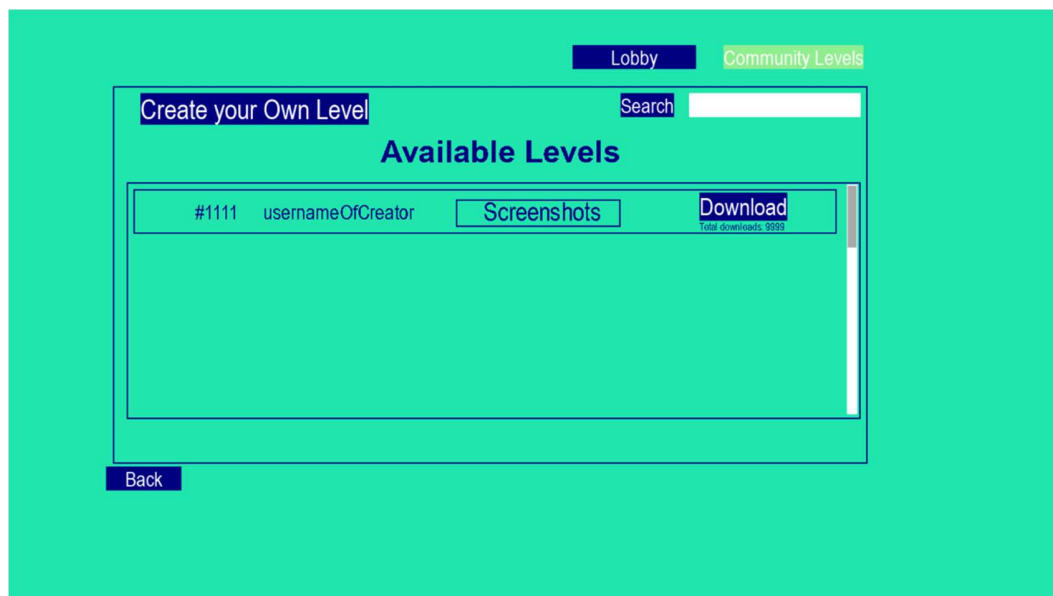 Lobby
Community Levels
Create your Own Level
Search
Available Levels
#1111
usernameOfCreator
Screenshots
Download
Total downloads: 9999
Back